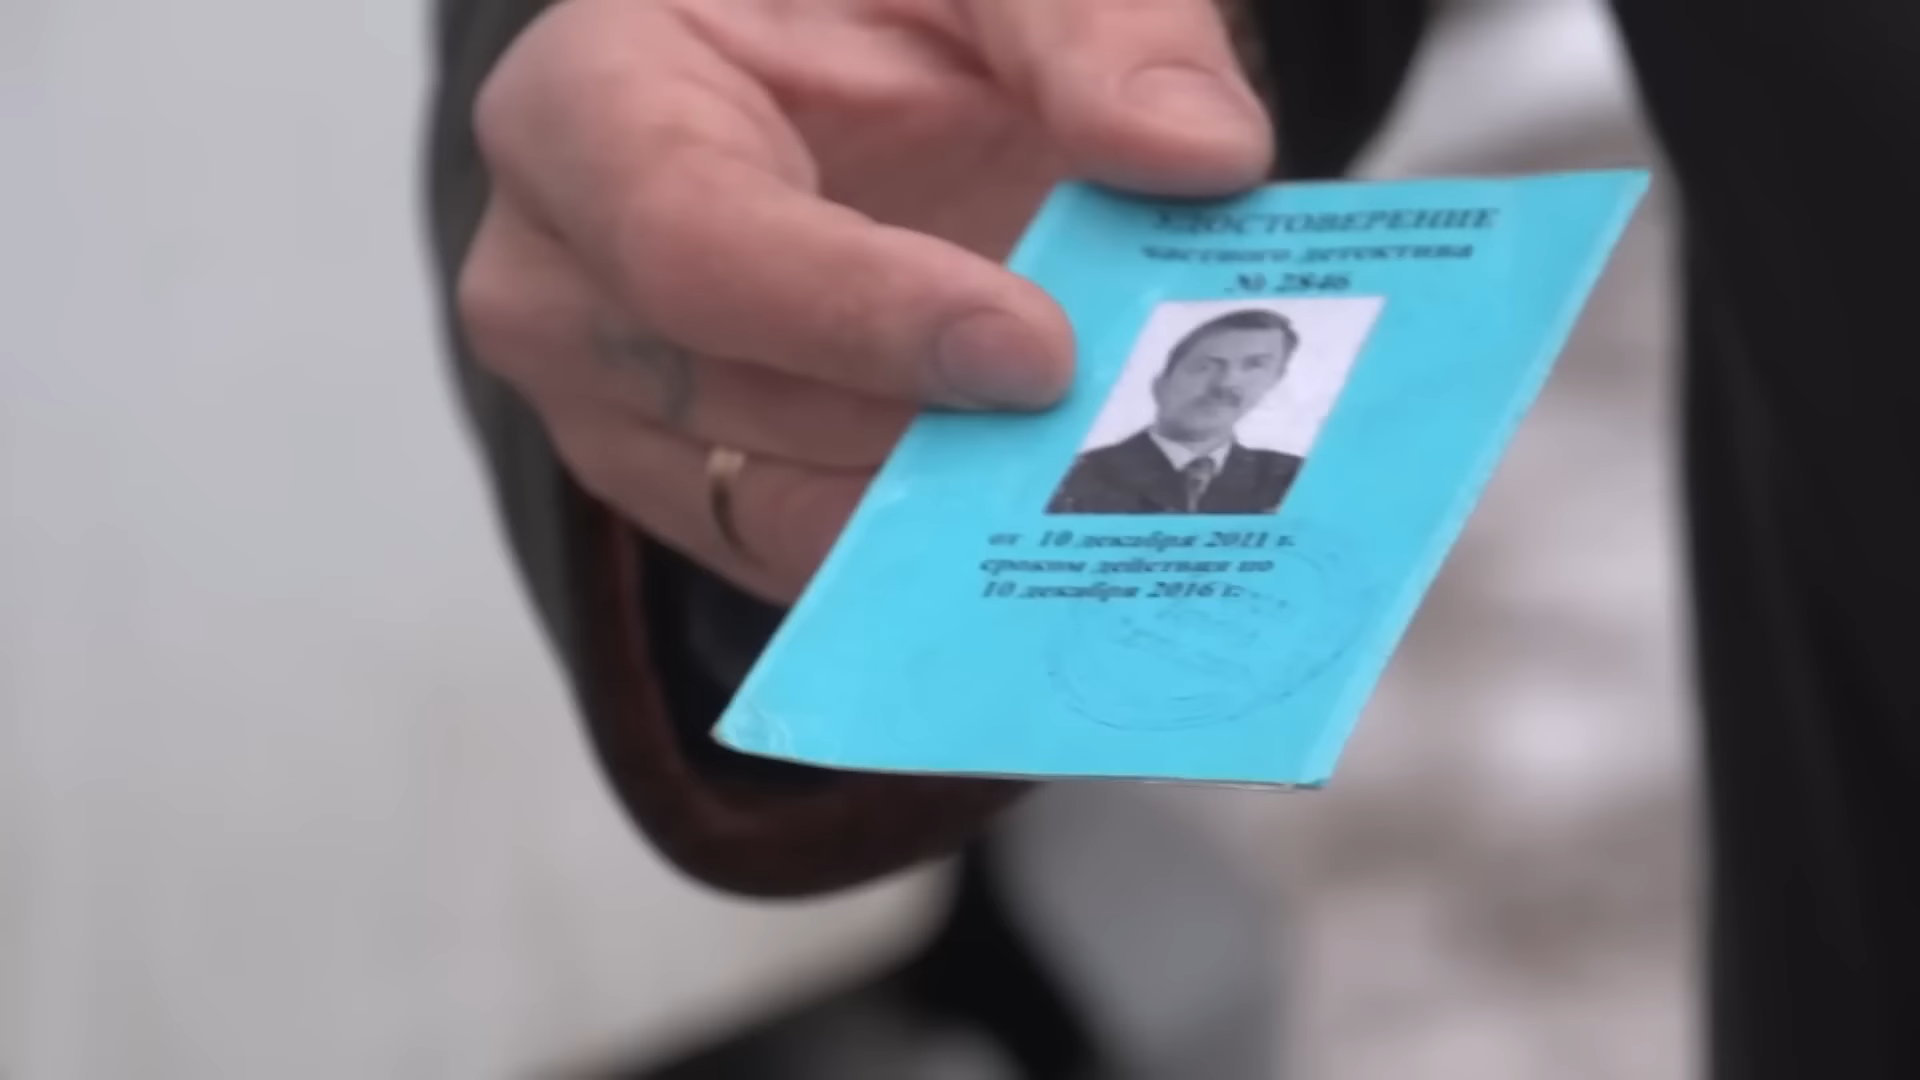 УДОСТОВЕРЕНИЕ
частного детектива
№ 2846
от 10 декабря 2011 г.
сроком действия по
10 декабря 2016 г.